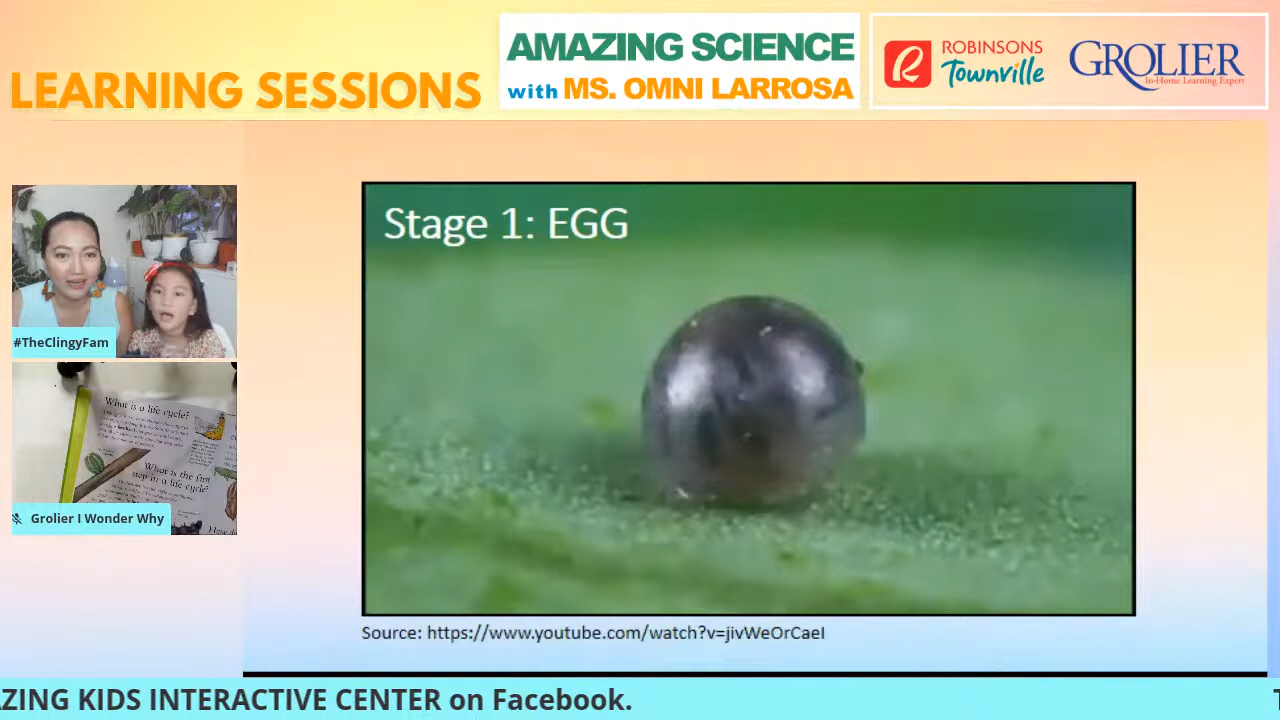 LEARNING SESSIONS
AMAZING SCIENCE
with MS. OMNI LARROSA
R ROBINSONS
Townville
GROLIER
In-Home Learning Expert
Stage 1: EGG
#TheClingyFam
What is a life cycle?
What is the first
step in a life cycle?
Grolier I Wonder Why
Source: https://www.youtube.com/watch?v=jivWeOrCaeI
ZING KIDS INTERACTIVE CENTER on Facebook.